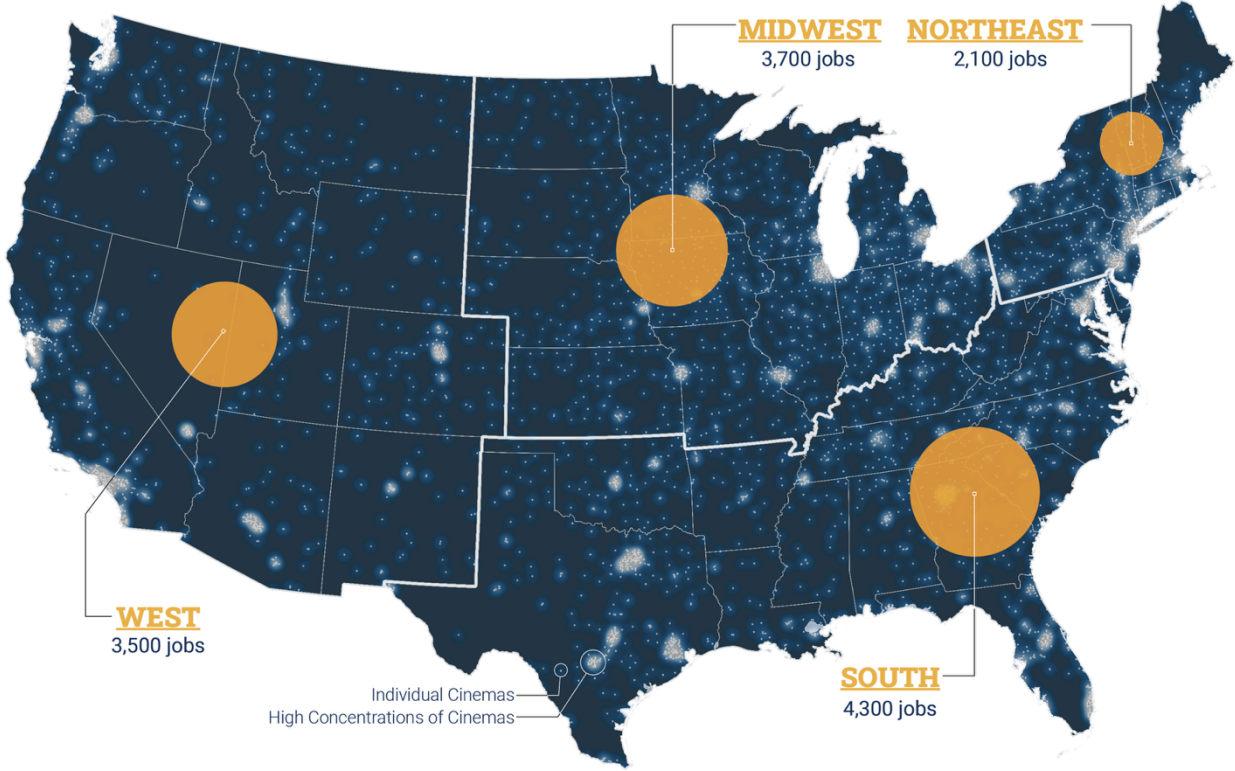 MIDWEST
3,700 jobs
NORTHEAST
2,100 jobs
WEST
3,500 jobs
Individual Cinemas
High Concentrations of Cinemas
SOUTH
4,300 jobs